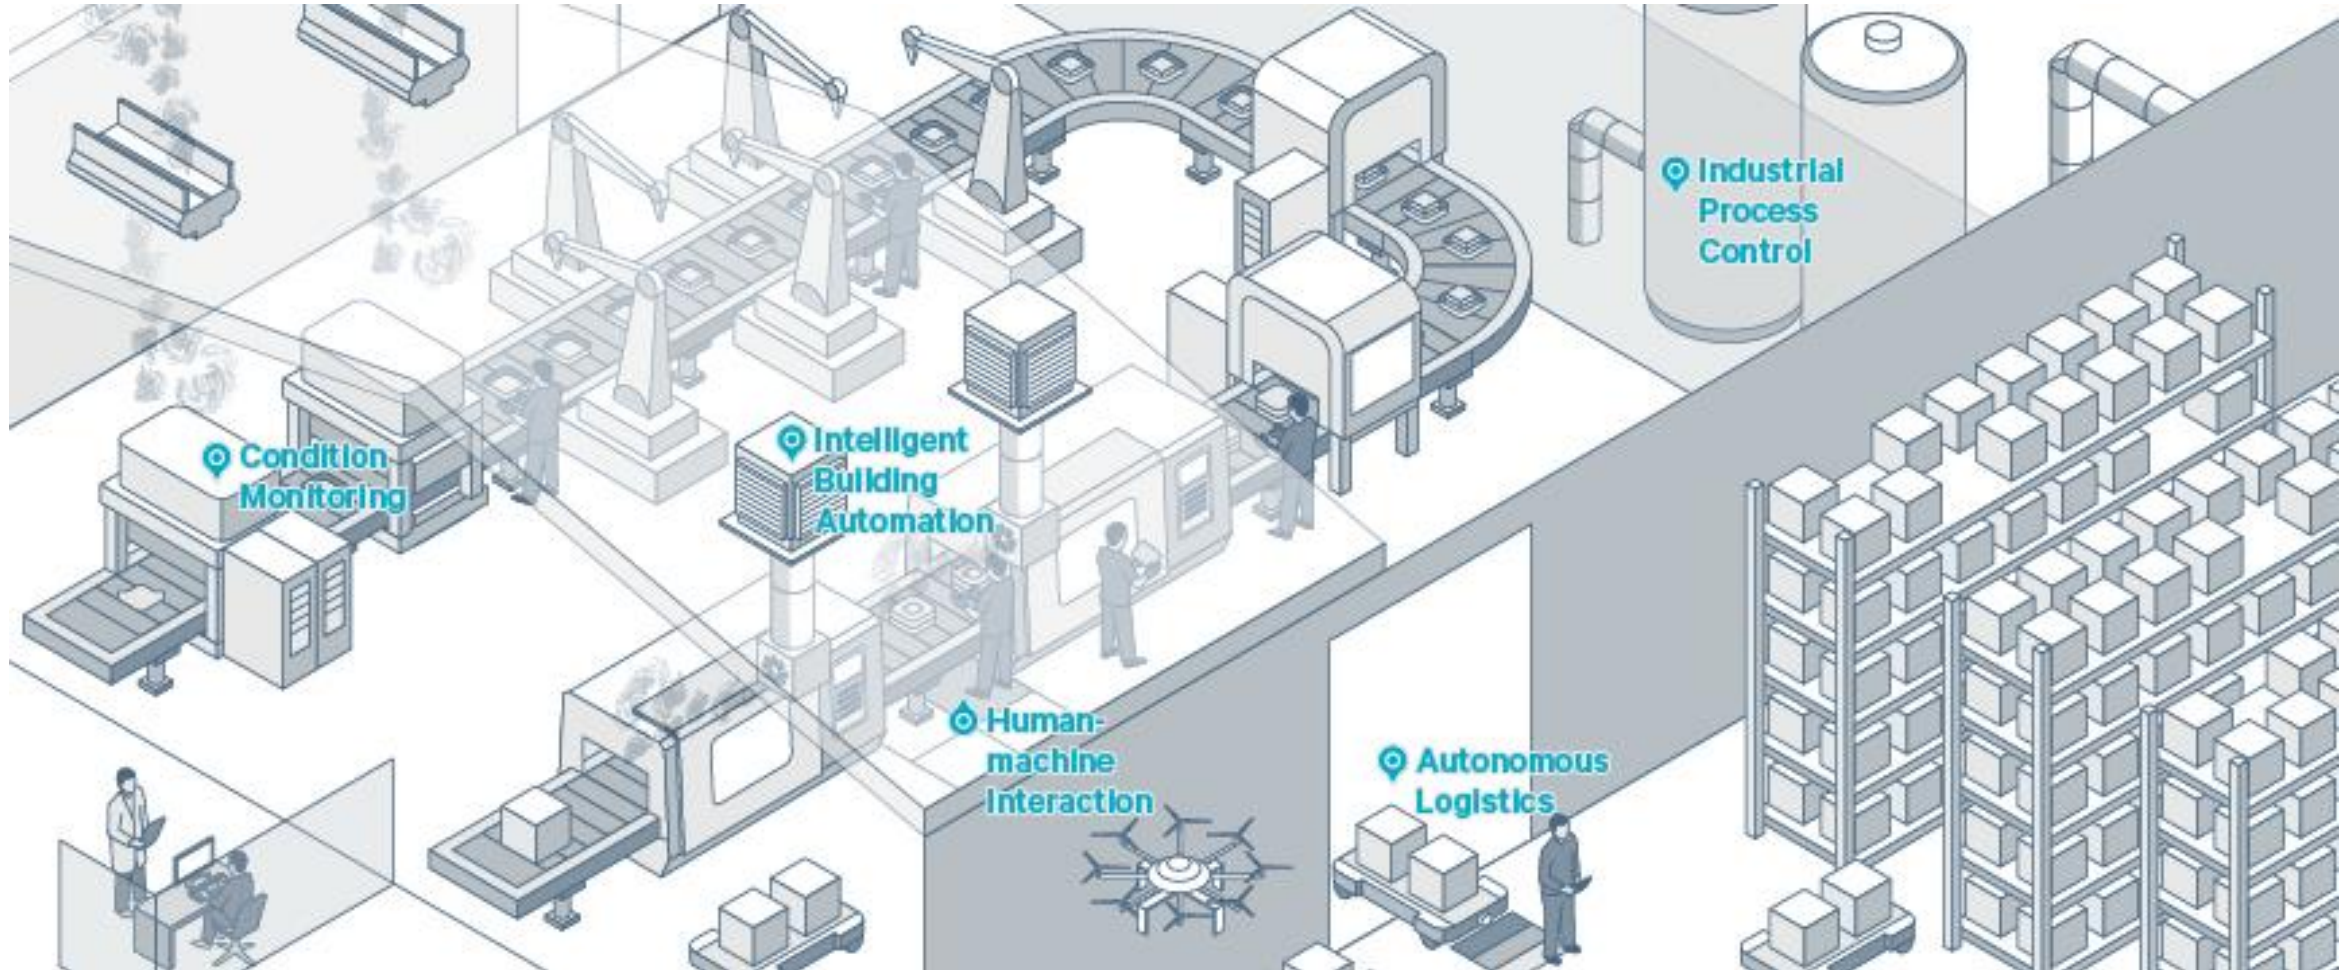 Industrial
Process
Control
Condition
Monitoring
Intelligent
Building
Automation
Human-
machine
interaction
Autonomous
Logistics